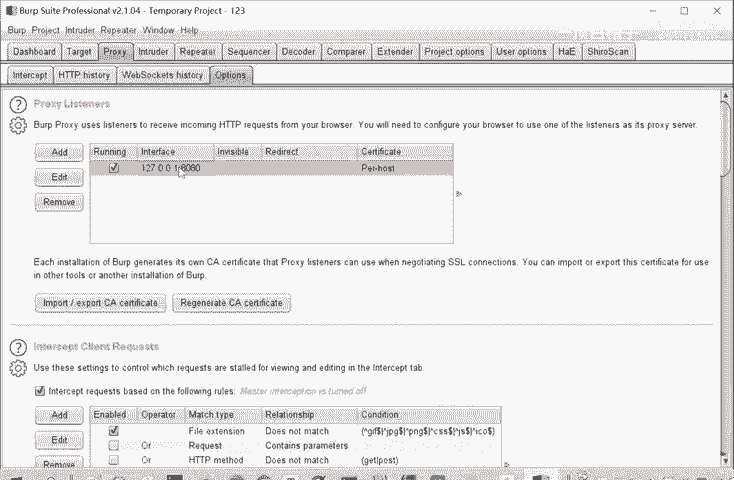 Burp Suite Professional v2.1.04 - Temporary Project - 123
Burp Project Intruder Repeater Window Help
Dashboard Target Proxy Intruder Repeater Sequencer Decoder Comparer Extender Project options User options HaE ShiroScan
Intercept HTTP history WebSockets history Options
? Proxy Listeners
Burp Proxy uses listeners to receive incoming HTTP requests from your browser. You will need to configure your browser to use one of the listeners as its proxy server.
Add Running Interface Invisible Redirect Certificate
127.0.0.1:8080 Per-host
Edit
Remove
Each installation of Burp generates its own CA certificate that Proxy listeners can use when negotiating SSL connections. You can import or export this certificate for use
in other tools or another installation of Burp.
Import / export CA certificate Regenerate CA certificate
? Intercept Client Requests
Use these settings to control which requests are stalled for viewing and editing in the Intercept tab.
Intercept requests based on the following rules: Master interception is turned off
Add Enabled Operator Match type Relationship Condition
File extension Does not match (^gif$|^jpg$|^png$|^css$|^js$|^ico$)
Edit Or Request Contains parameters
Remove Or HTTP method Does not match (get|post)